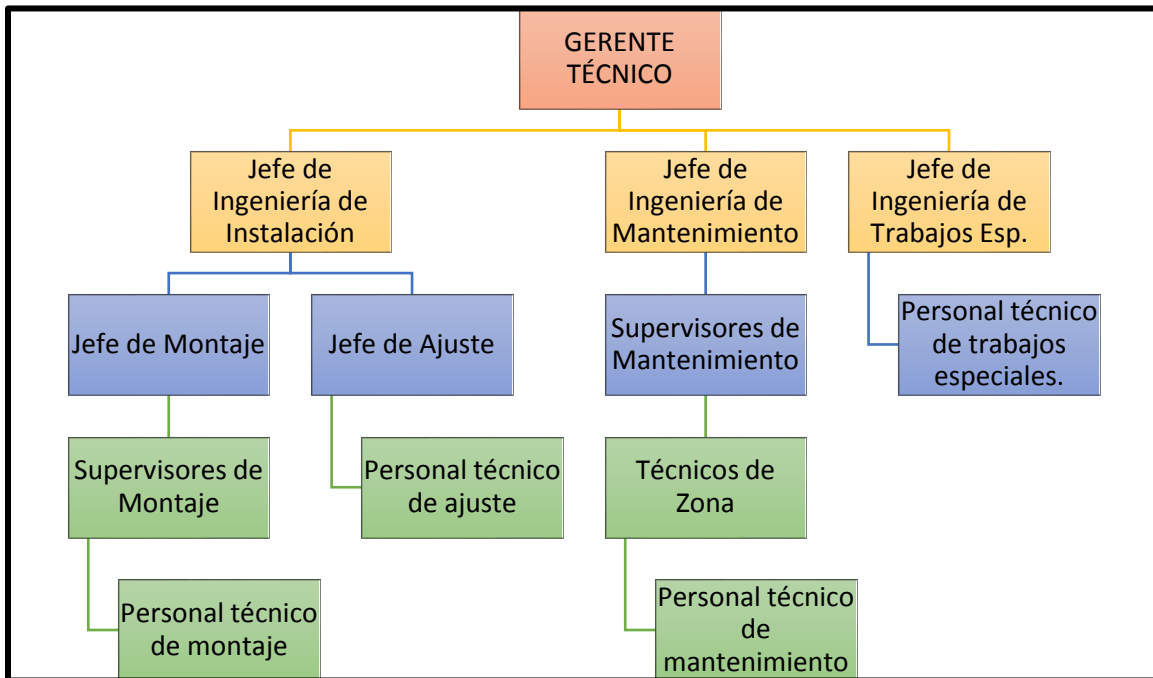 GERENTE
TÉCNICO
Jefe de
Ingeniería de
Instalación
Jefe de
Ingeniería de
Mantenimiento
Jefe de
Ingeniería de
Trabajos Esp.
Jefe de Montaje
Jefe de Ajuste
Supervisores de
Mantenimiento
Personal técnico
de trabajos
especiales.
Supervisores de
Montaje
Personal técnico
de ajuste
Técnicos de
Zona
Personal técnico
de montaje
Personal técnico
de
mantenimiento